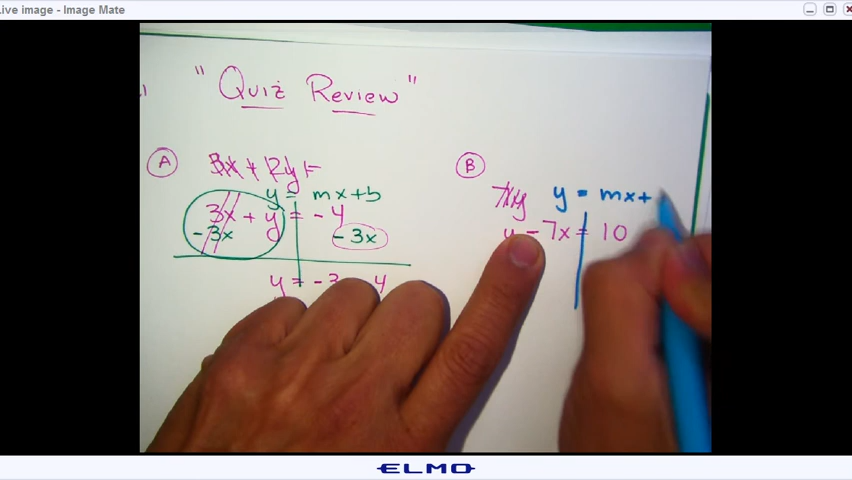 Live image - Image Mate
" Quiz Review "
A
y = mx+b
3x + y = -4
-3x -3x
y = -3 4
B
y = mx+
y - 7x = 10
ELMO